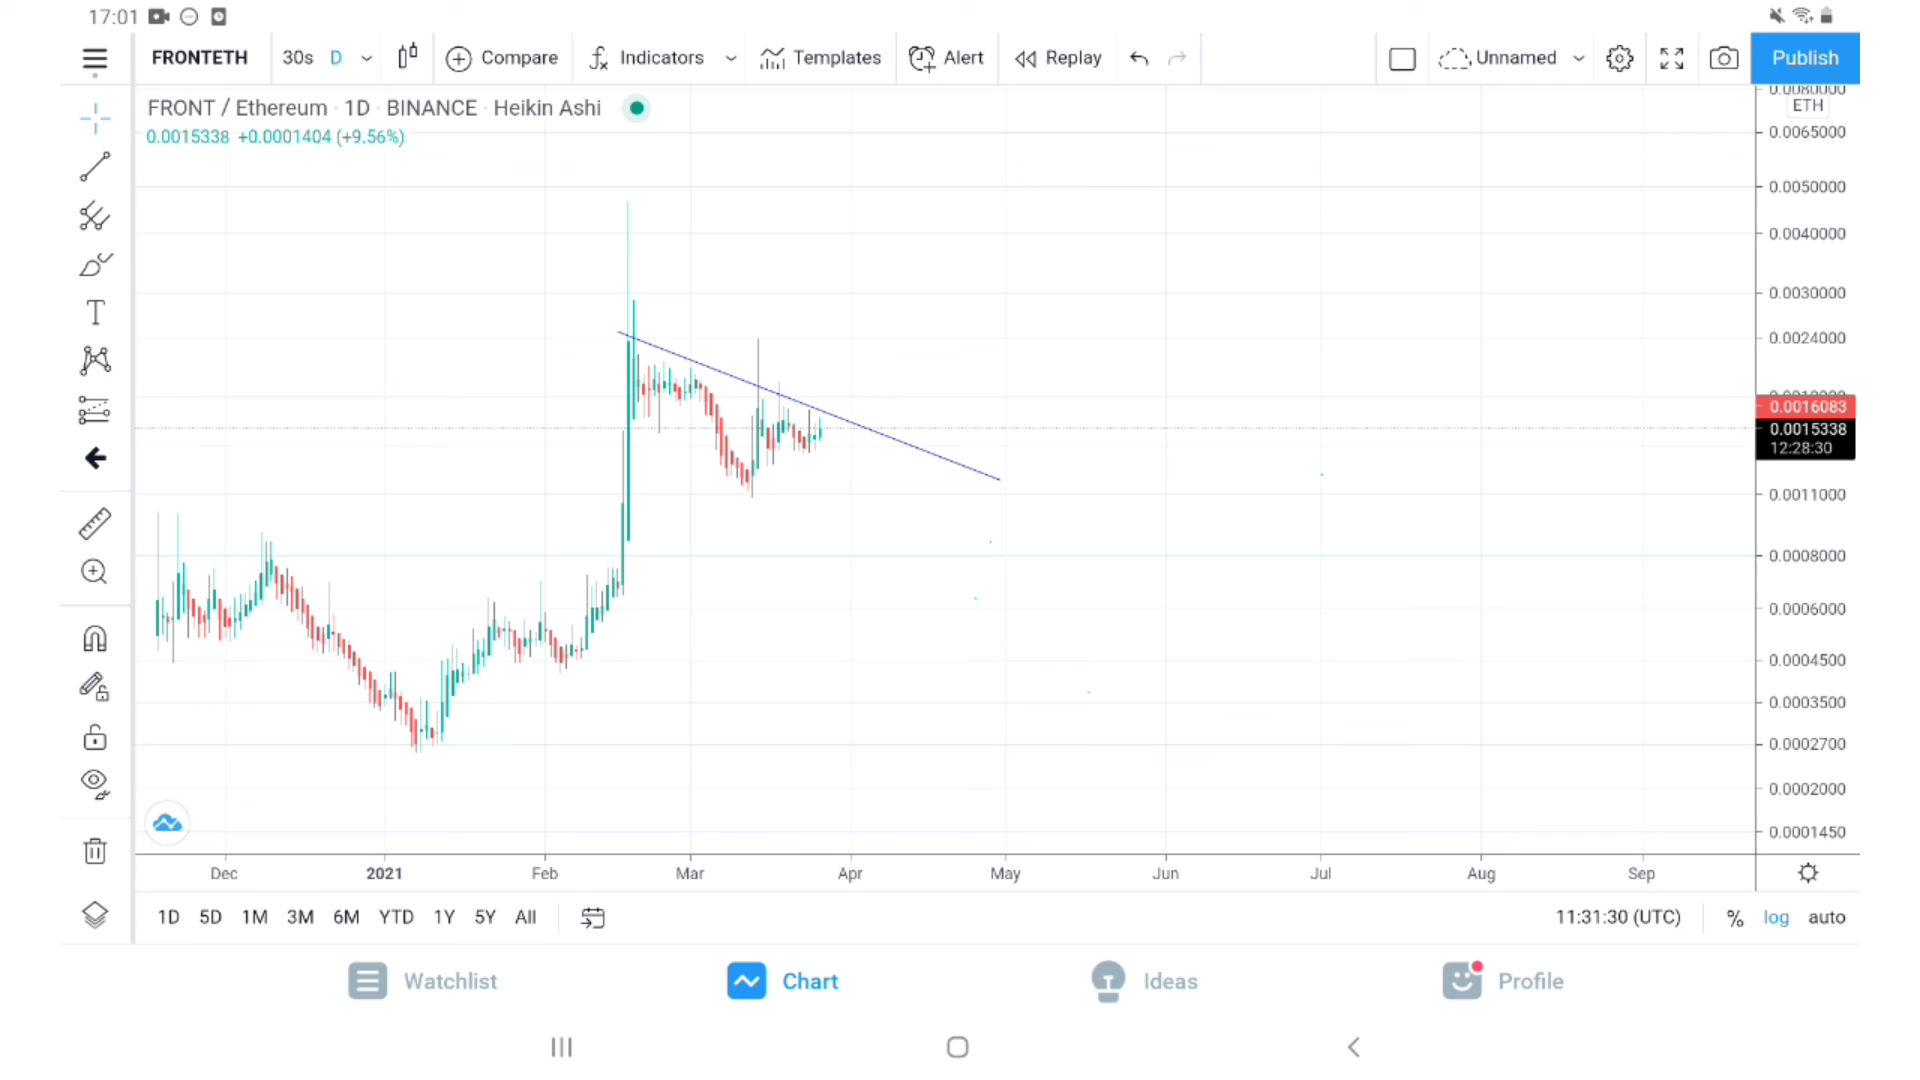 17:01
FRONTETH 30s D Compare Indicators Templates Alert Replay Unnamed Publish
FRONT / Ethereum · 1D · BINANCE · Heikin Ashi
0.0015338 +0.0001404 (+9.56%)
0.0080000
ETH
0.0065000
0.0050000
0.0040000
0.0030000
0.0024000
0.0016083
0.0015338
12:28:30
0.0011000
0.0008000
0.0006000
0.0004500
0.0003500
0.0002700
0.0002000
0.0001450
Dec 2021 Feb Mar Apr May Jun Jul Aug Sep
1D 5D 1M 3M 6M YTD 1Y 5Y All 11:31:30 (UTC) % log auto
Watchlist Chart Ideas Profile